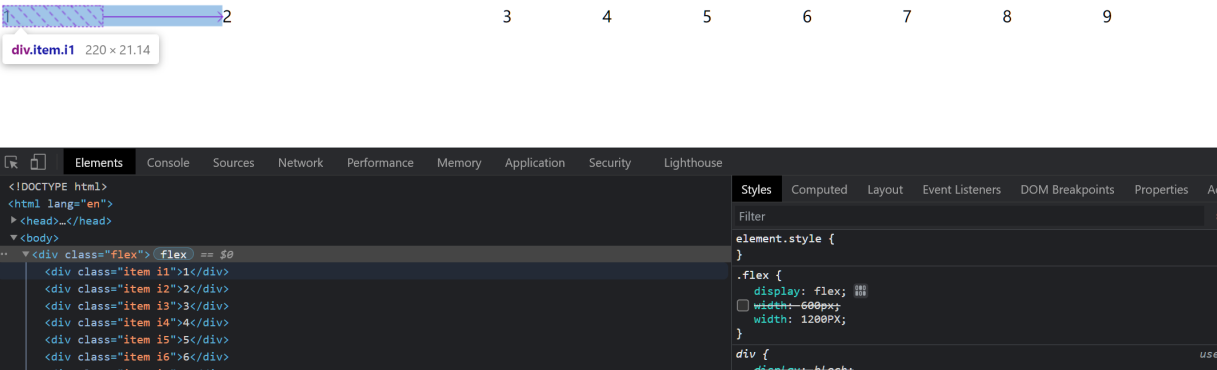 1 2 3 4 5 6 7 8 9
div.item.i1 220 × 21.14
Elements Console Sources Network Performance Memory Application Security Lighthouse
<!DOCTYPE html>
<html lang="en">
<head>…</head>
<body>
<div class="flex"> flex == $0
<div class="item i1">1</div>
<div class="item i2">2</div>
<div class="item i3">3</div>
<div class="item i4">4</div>
<div class="item i5">5</div>
<div class="item i6">6</div>
Styles Computed Layout Event Listeners DOM Breakpoints Properties
Filter
element.style {
}
.flex {
display: flex;
width: 600px;
width: 1200PX;
}
div { use
display: block;